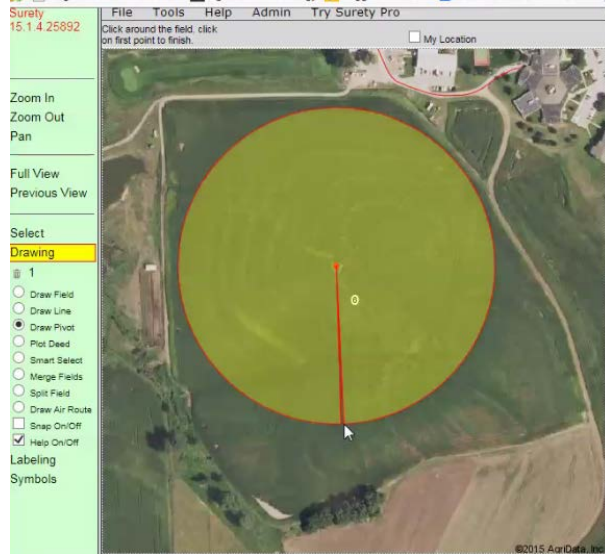 Surety
15.1.4.25892
File Tools Help Admin Try Surety Pro
Click around the field. click
on first point to finish.
My Location
Zoom In
Zoom Out
Pan
Full View
Previous View
Select
Drawing
1
Draw Field
Draw Line
Draw Pivot
Plot Deed
Smart Select
Merge Fields
Split Field
Draw Air Route
Snap On/Off
Help On/Off
Labeling
Symbols
0
©2015 AgriData, Inc